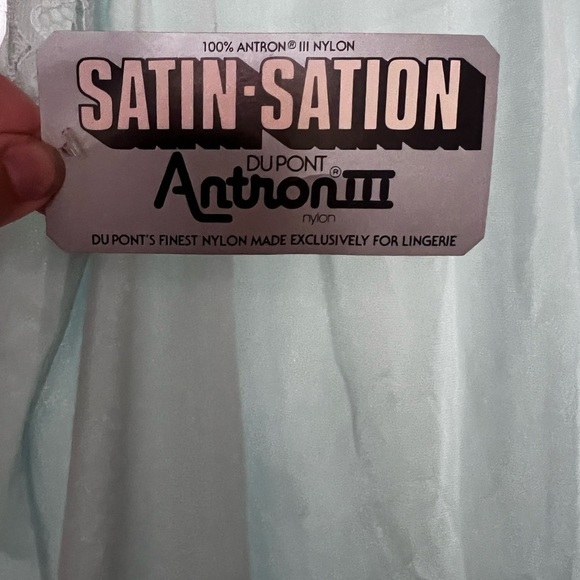 100% ANTRON® III NYLON
SATIN-SATION
DU PONT
Antron® III
nylon
DU PONT'S FINEST NYLON MADE EXCLUSIVELY FOR LINGERIE